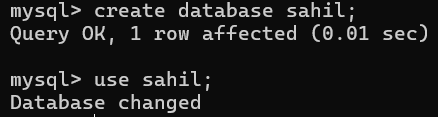 mysql> create database sahil;
Query OK, 1 row affected (0.01 sec)
mysql> use sahil;
Database changed